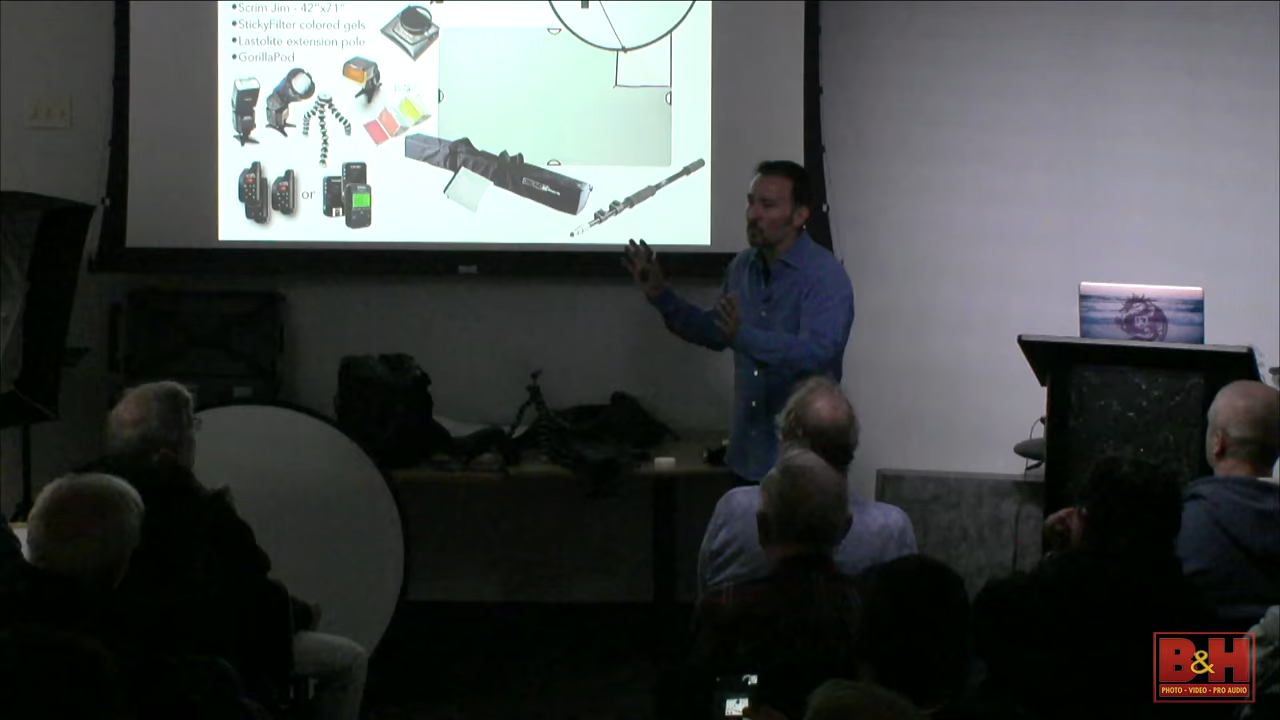 •Scrim Jim - 42"x71"
•StickyFilter colored gels
•Lastolite extension pole
•GorillaPod
or
B&H
PHOTO - VIDEO - PRO AUDIO